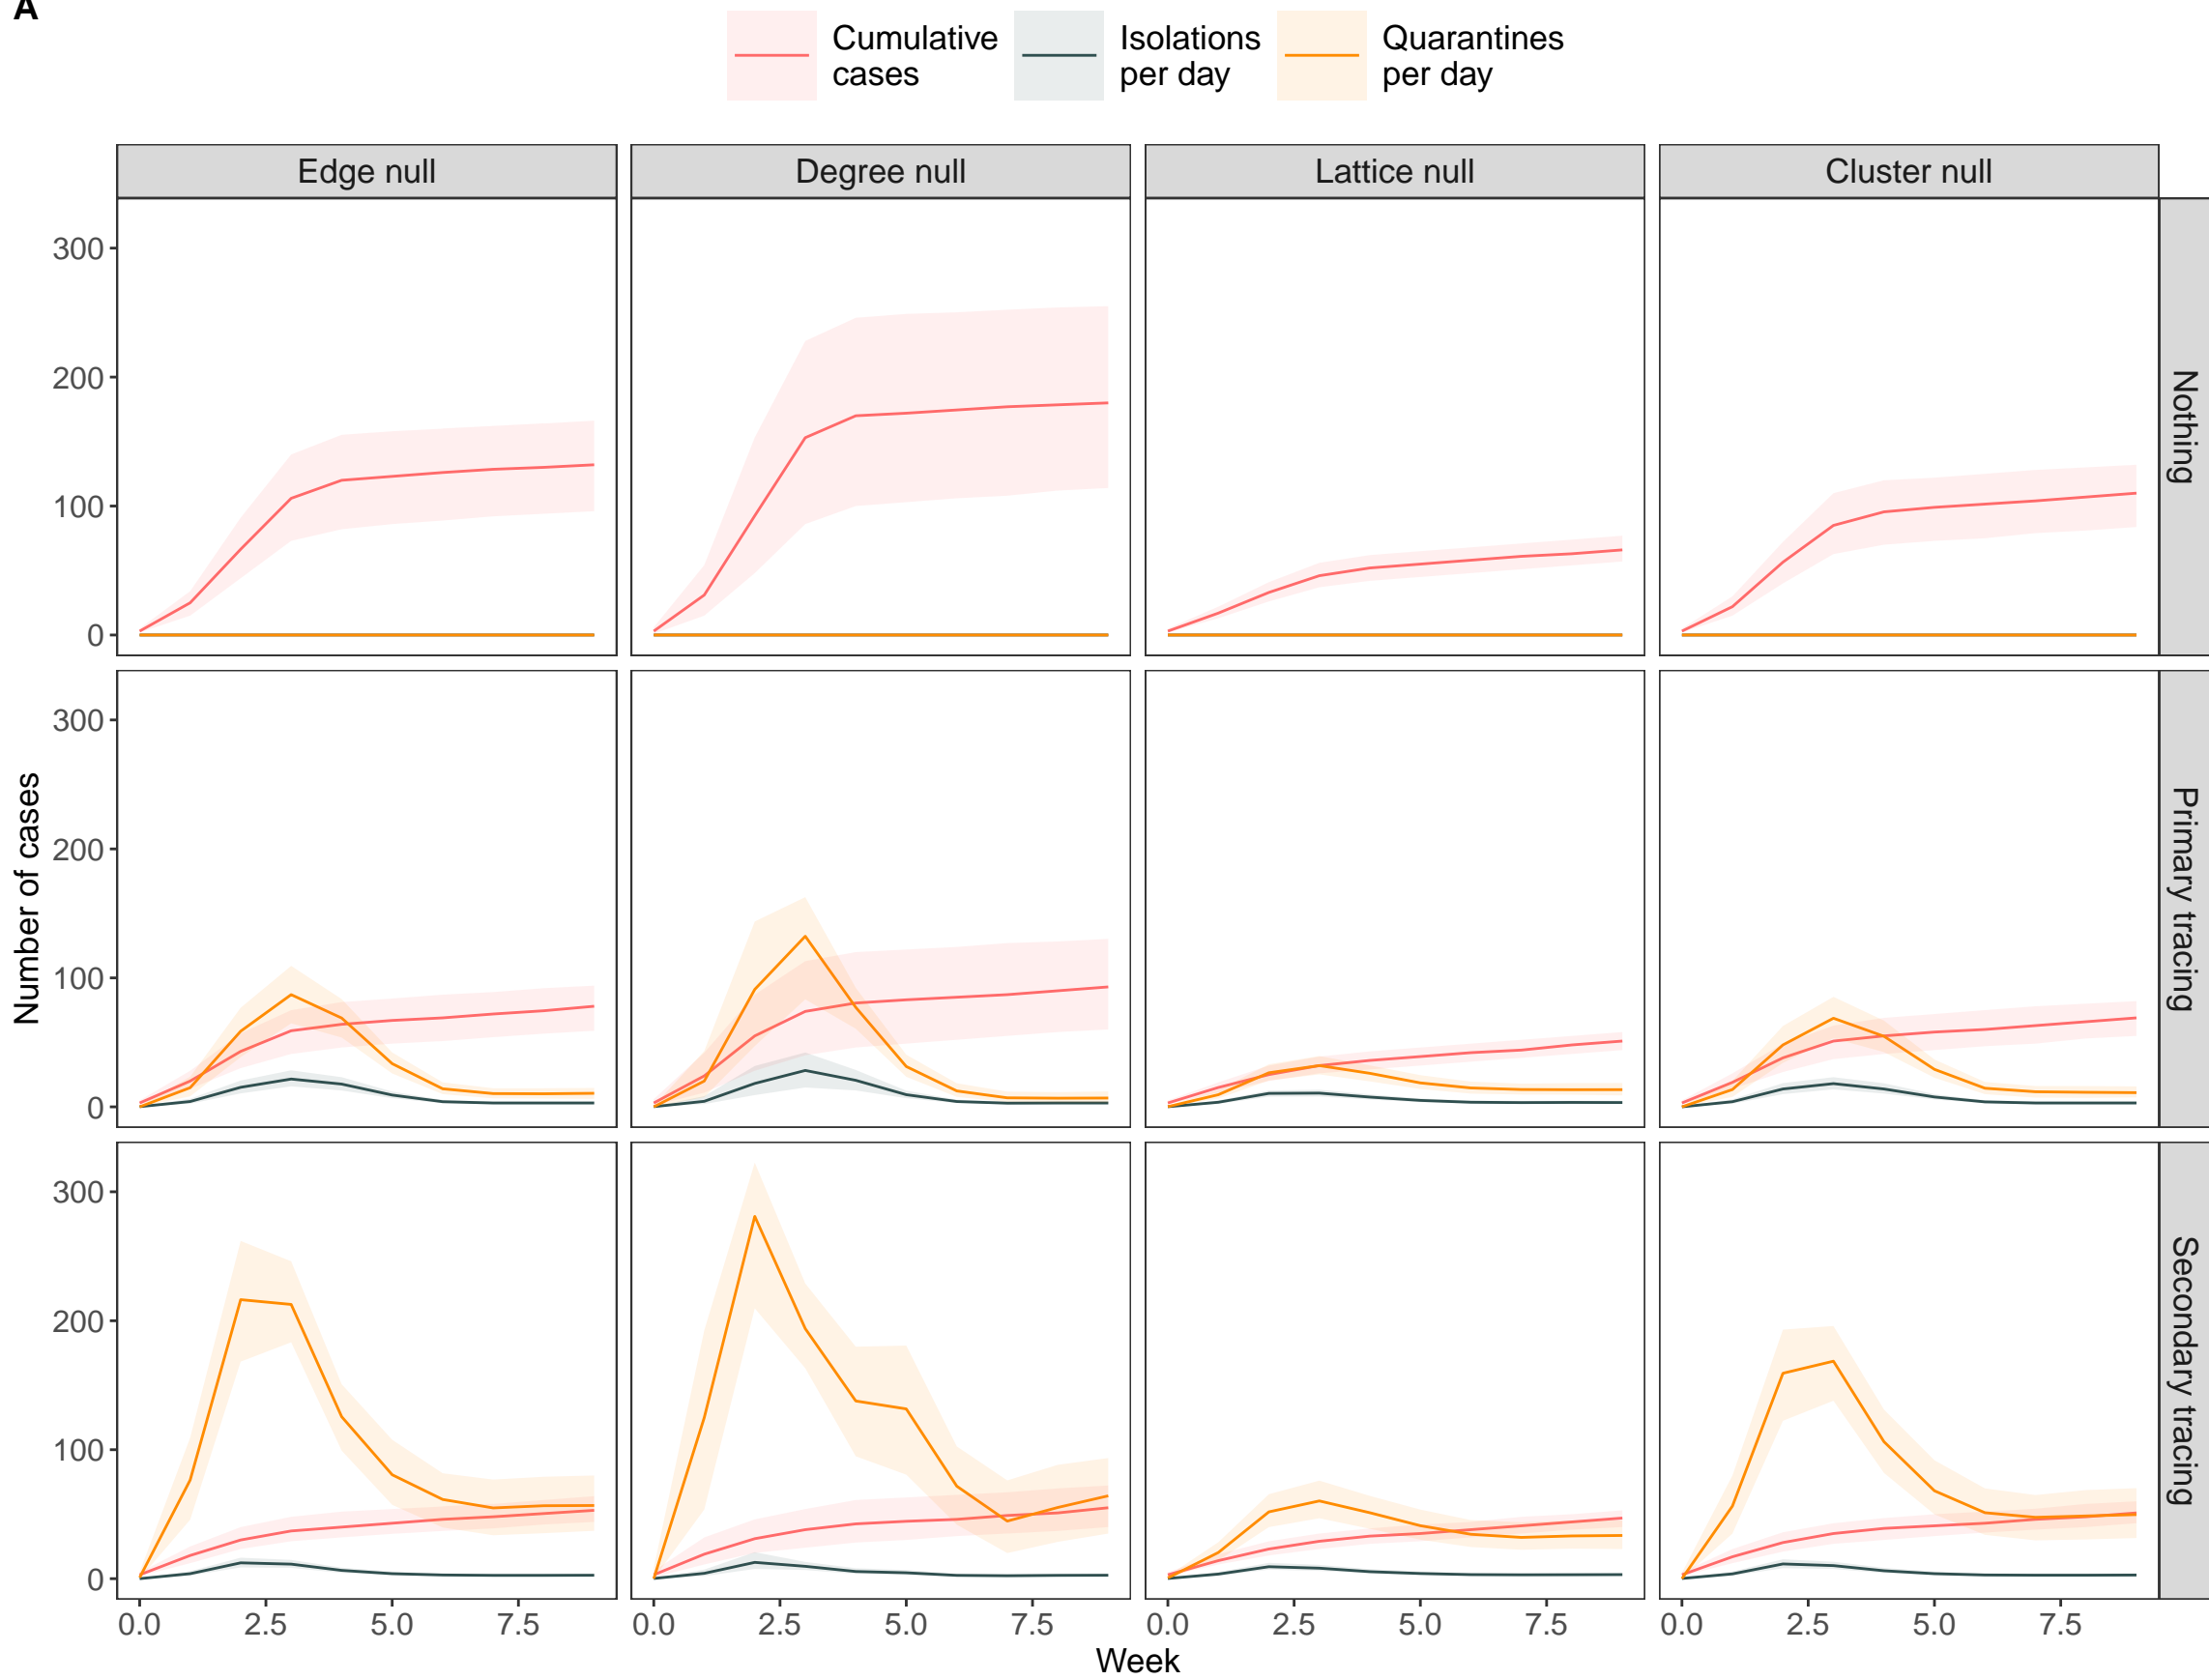 A
Cumulative cases
Isolations per day
Quarantines per day
Edge null
Degree null
Lattice null
Cluster null
300
200
100
0
Nothing
Number of cases
300
200
100
0
Primary tracing
300
200
100
0
Secondary tracing
0.0 2.5 5.0 7.5
0.0 2.5 5.0 7.5
0.0 2.5 5.0 7.5
0.0 2.5 5.0 7.5
Week